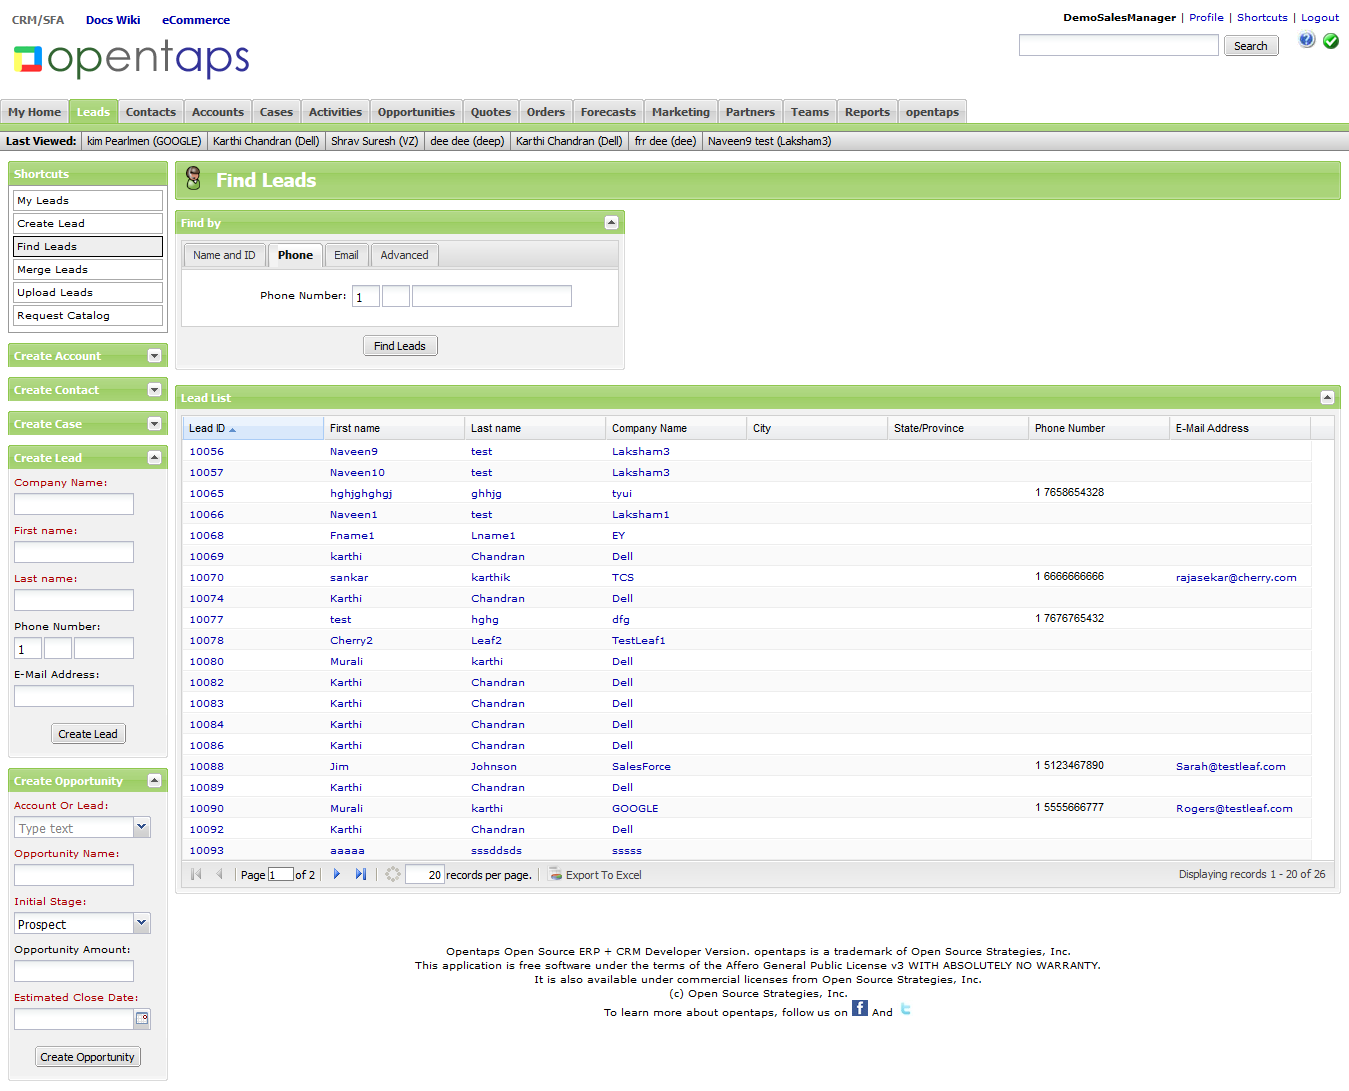 CRM/SFA Docs Wiki eCommerce
DemoSalesManager | Profile | Shortcuts | Logout
opentaps
Search
My Home Leads Contacts Accounts Cases Activities Opportunities Quotes Orders Forecasts Marketing Partners Teams Reports opentaps
Last Viewed: kim Pearlmen (GOOGLE) Karthi Chandran (Dell) Shrav Suresh (VZ) dee dee (deep) Karthi Chandran (Dell) frr dee (dee) Naveen9 test (Laksham3)
Shortcuts
My Leads
Create Lead
Find Leads
Merge Leads
Upload Leads
Request Catalog
Create Account
Create Contact
Create Case
Create Lead
Company Name:
First name:
Last name:
Phone Number:
1
E-Mail Address:
Create Lead
Create Opportunity
Account Or Lead:
Type text
Opportunity Name:
Initial Stage:
Prospect
Opportunity Amount:
Estimated Close Date:
Create Opportunity
Find Leads
Find by
Name and ID Phone Email Advanced
Phone Number: 1
Find Leads
Lead List
Lead ID First name Last name Company Name City State/Province Phone Number E-Mail Address
10056 Naveen9 test Laksham3
10057 Naveen10 test Laksham3
10065 hghjghghgj ghhjg tyui 1 7658654328
10066 Naveen1 test Laksham1
10068 Fname1 Lname1 EY
10069 karthi Chandran Dell
10070 sankar karthik TCS 1 6666666666 rajasekar@cherry.com
10074 Karthi Chandran Dell
10077 test hghg dfg 1 7676765432
10078 Cherry2 Leaf2 TestLeaf1
10080 Murali karthi Dell
10082 Karthi Chandran Dell
10083 Karthi Chandran Dell
10084 Karthi Chandran Dell
10086 Karthi Chandran Dell
10088 Jim Johnson SalesForce 1 5123467890 Sarah@testleaf.com
10089 Karthi Chandran Dell
10090 Murali karthi GOOGLE 1 5555666777 Rogers@testleaf.com
10092 Karthi Chandran Dell
10093 aaaaa sssddsds sssss
Page 1 of 2 20 records per page. Export To Excel Displaying records 1 - 20 of 26
Opentaps Open Source ERP + CRM Developer Version. opentaps is a trademark of Open Source Strategies, Inc.
This application is free software under the terms of the Affero General Public License v3 WITH ABSOLUTELY NO WARRANTY.
It is also available under commercial licenses from Open Source Strategies, Inc.
(c) Open Source Strategies, Inc.
To learn more about opentaps, follow us on f And t